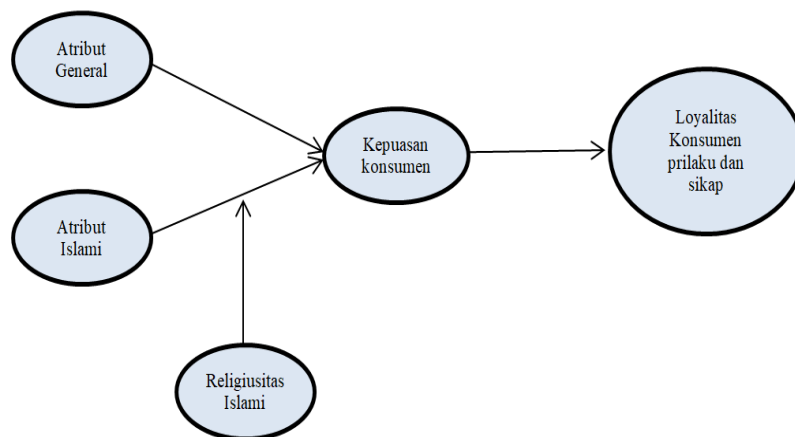 Atribut
General
Kepuasan
konsumen
Loyalitas
Konsumen
prilaku dan
sikap
Atribut
Islami
Religiusitas
Islami